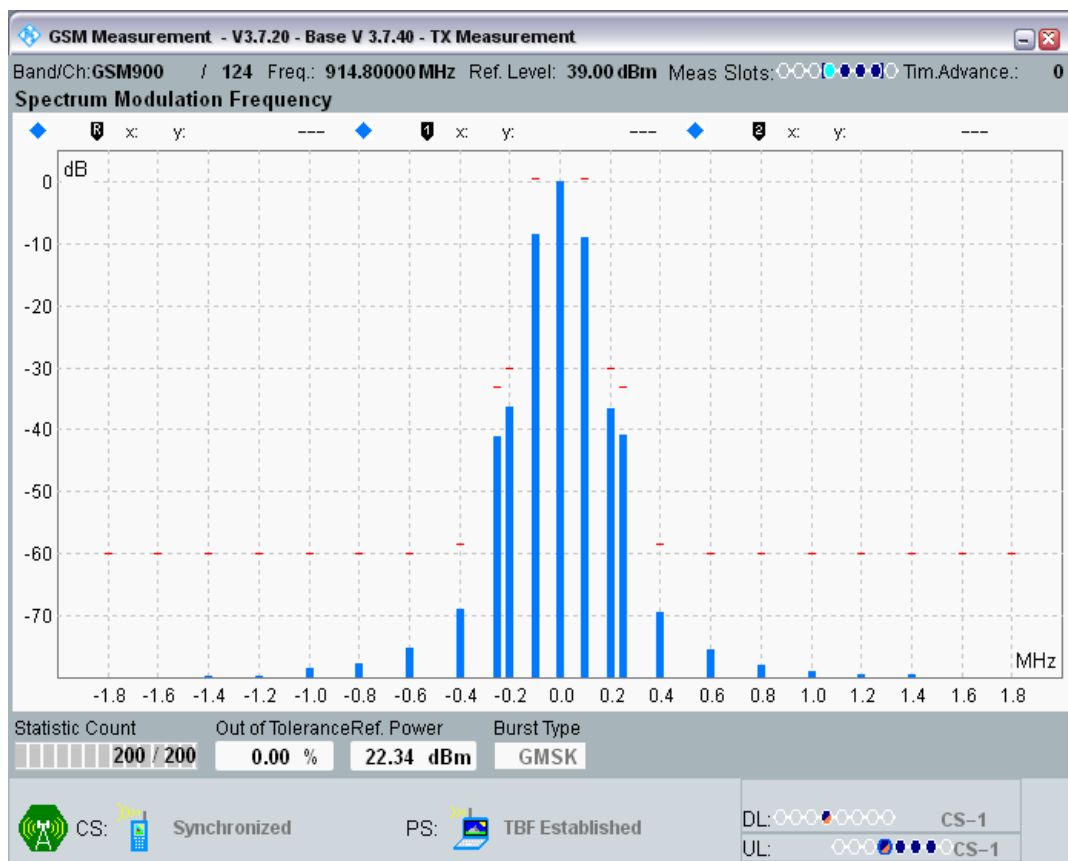 GSM Measurement - V3.7.20 - Base V 3.7.40 - TX Measurement
Band/Ch:GSM900 / 124 Freq.: 914.80000 MHz Ref. Level: 39.00 dBm Meas Slots: Tim.Advance.: 0
Spectrum Modulation Frequency
R x: y: --- 1 x: y: --- 2 x: y: ---
dB
0
-10
-20
-30
-40
-50
-60
-70
MHz
-1.8 -1.6 -1.4 -1.2 -1.0 -0.8 -0.6 -0.4 -0.2 0.0 0.2 0.4 0.6 0.8 1.0 1.2 1.4 1.6 1.8
Statistic Count Out of Tolerance Ref. Power Burst Type
200 / 200 0.00 % 22.34 dBm GMSK
CS: Synchronized PS: TBF Established
DL: CS-1
UL: CS-1